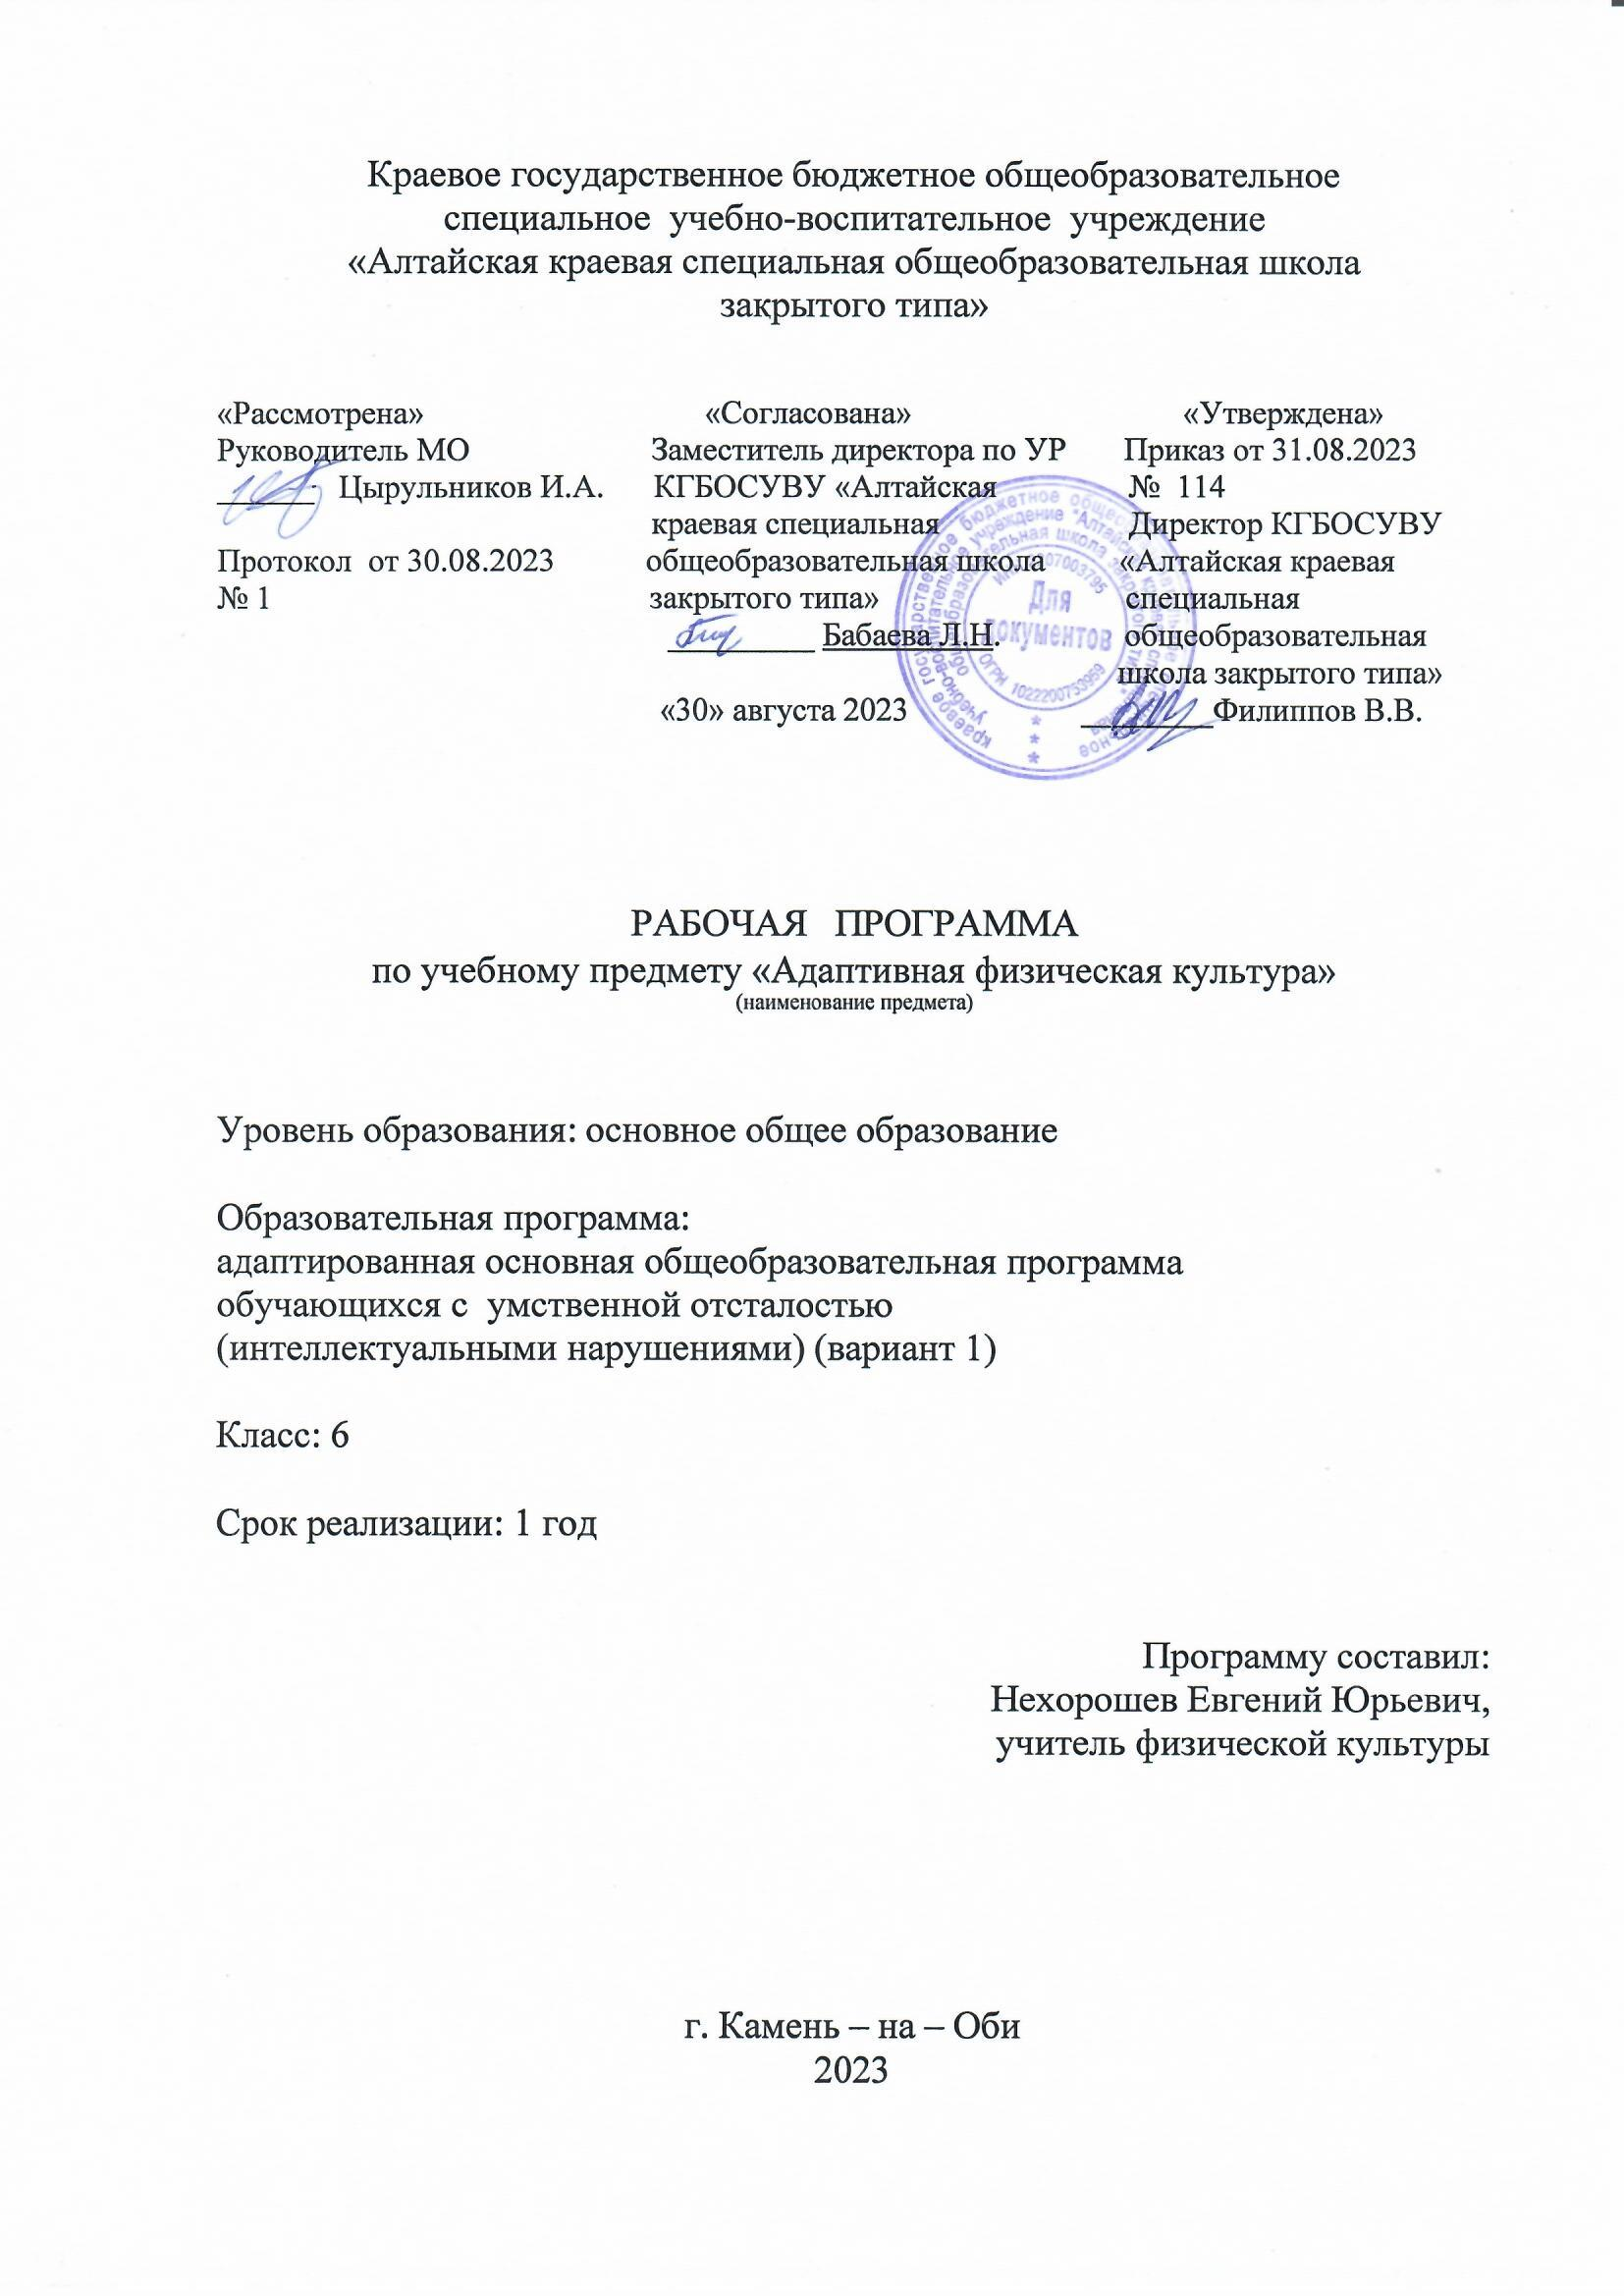 Краевое государственное бюджетное общеобразовательное
специальное учебно-воспитательное учреждение
«Алтайская краевая специальная общеобразовательная школа
закрытого типа»
«Рассмотрена»
Руководитель МО
Цырульников И.А.
Протокол от 30.08.2023
№ 1
«Согласована»
Заместитель директора по УР
КГБОСУВУ «Алтайская
краевая специальная
общеобразовательная школа
закрытого типа»
Бабаева Л.Н.
«30» августа 2023
«Утверждена»
Приказ от 31.08.2023
№ 114
Директор КГБОСУВУ
«Алтайская краевая
специальная
общеобразовательная
школа закрытого типа»
Филиппов В.В.
Для
документов
ОГРН 1022200753959
РАБОЧАЯ ПРОГРАММА
по учебному предмету «Адаптивная физическая культура»
(наименование предмета)
Уровень образования: основное общее образование
Образовательная программа:
адаптированная основная общеобразовательная программа
обучающихся с умственной отсталостью
(интеллектуальными нарушениями) (вариант 1)
Класс: 6
Срок реализации: 1 год
Программу составил:
Нехорошев Евгений Юрьевич,
учитель физической культуры
г. Камень – на – Оби
2023